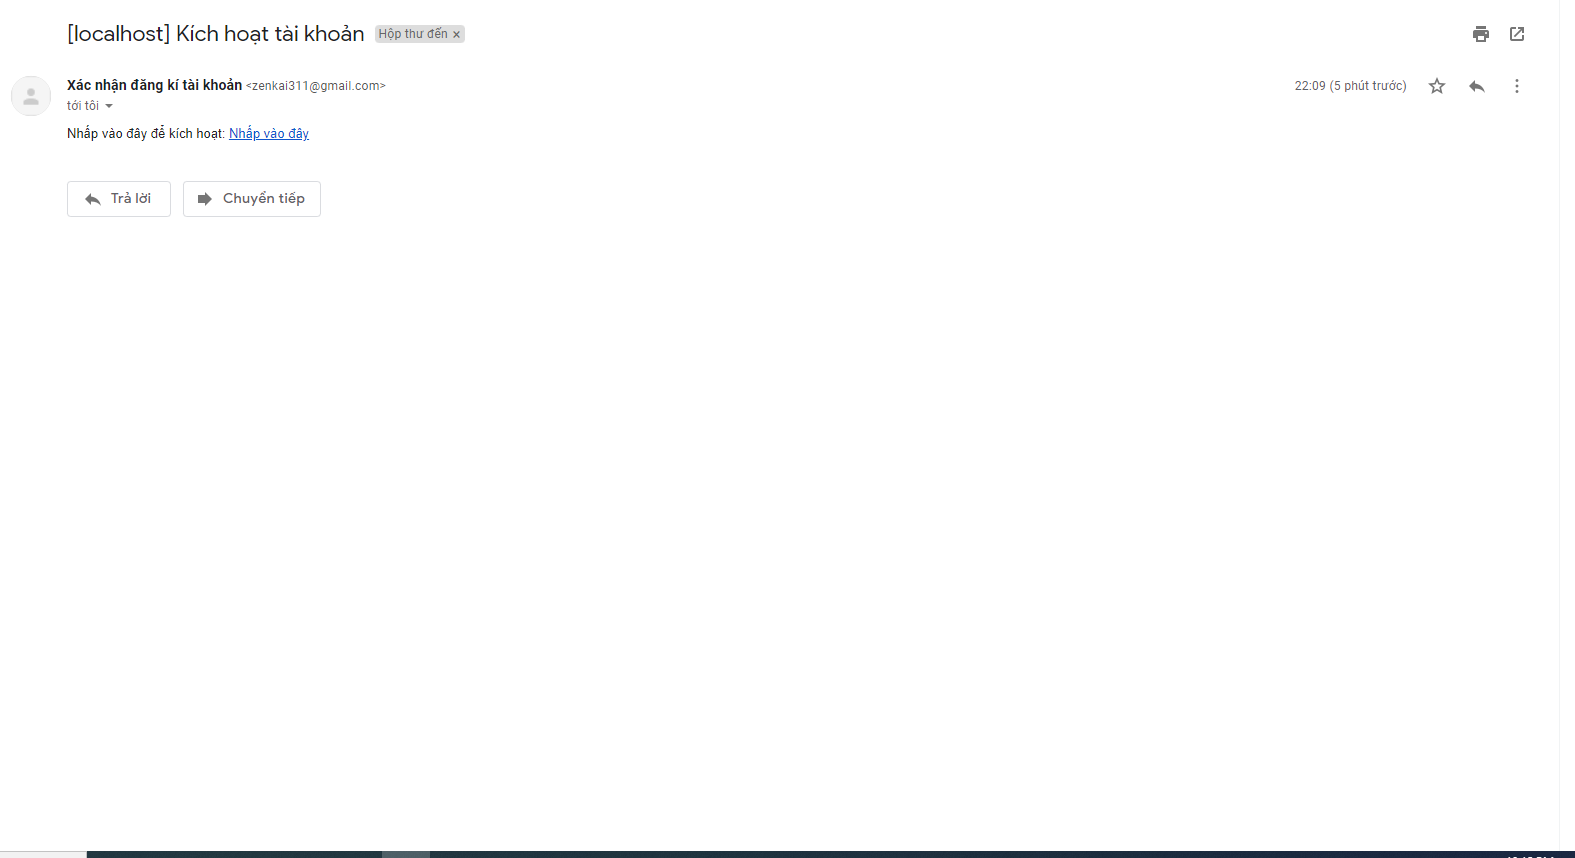 [localhost] Kích hoạt tài khoản Hộp thư đến ×
Xác nhận đăng kí tài khoản <zenkai311@gmail.com> 22:09 (5 phút trước)
tới tôi
Nhấp vào đây để kích hoạt: Nhấp vào đây
Trả lời Chuyển tiếp